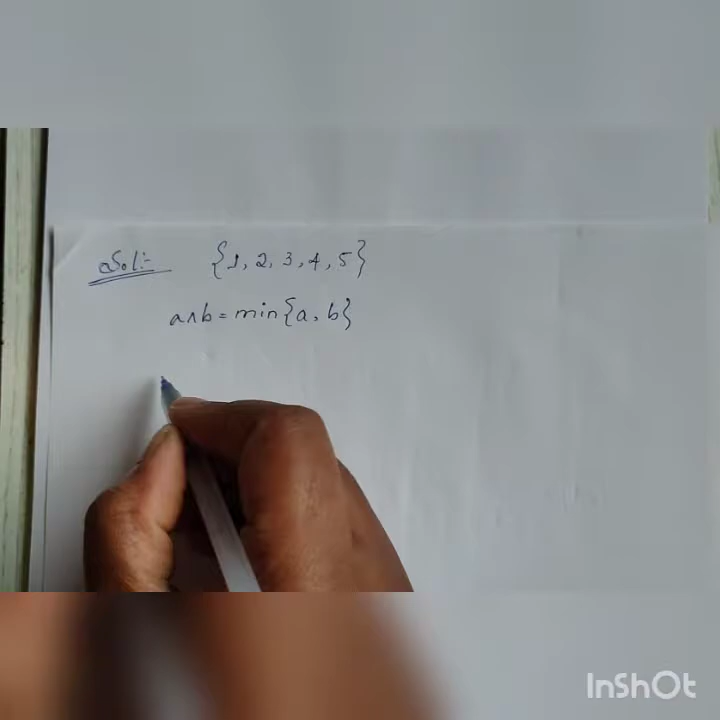 Sol:-
{1, 2, 3, 4, 5}
a∧b = min{a, b}
InShOt